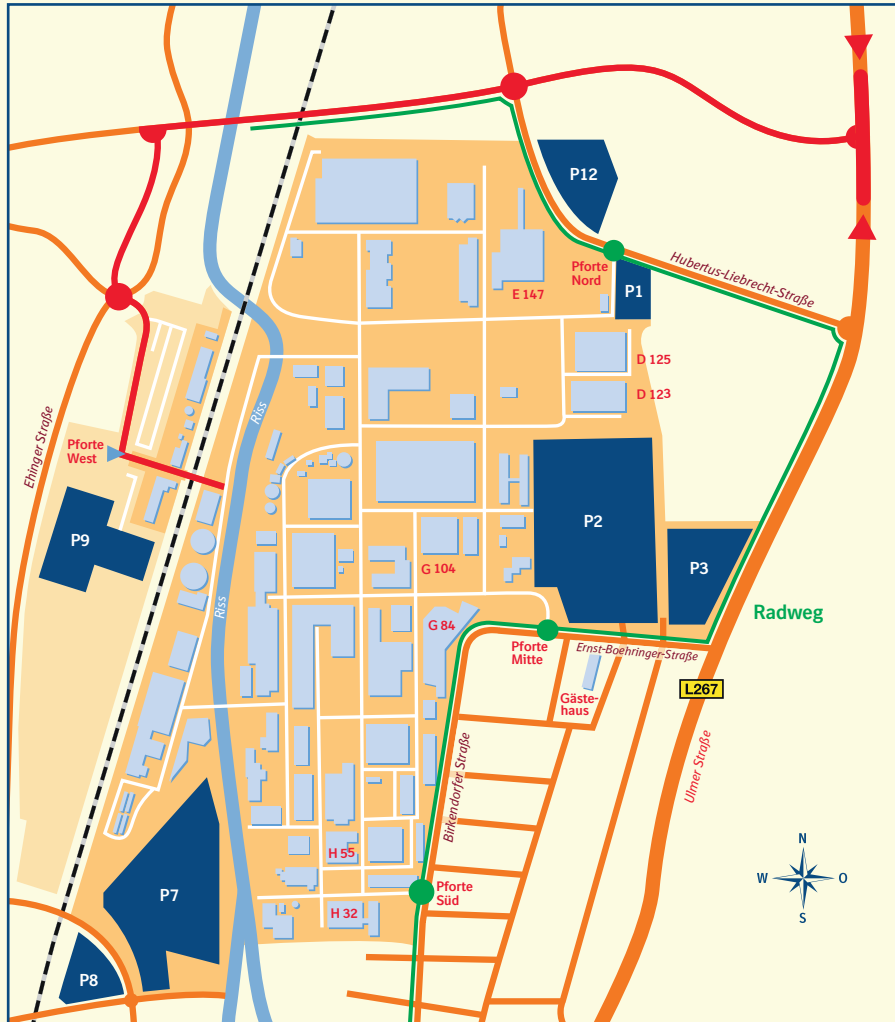 P12
Pforte
Nord
Hubertus-Liebrecht-Straße
P1
E 147
D 125
D 123
Riss
Ehinger Straße
Pforte
West
P9
P2
P3
G 104
Riss
G 84
Radweg
Pforte
Mitte
Ernst-Boehringer-Straße
Gäste-
haus
L267
Ulmer Straße
Birkendorfer Straße
H 55
N
W
O
S
Pforte
Süd
P7
H 32
P8